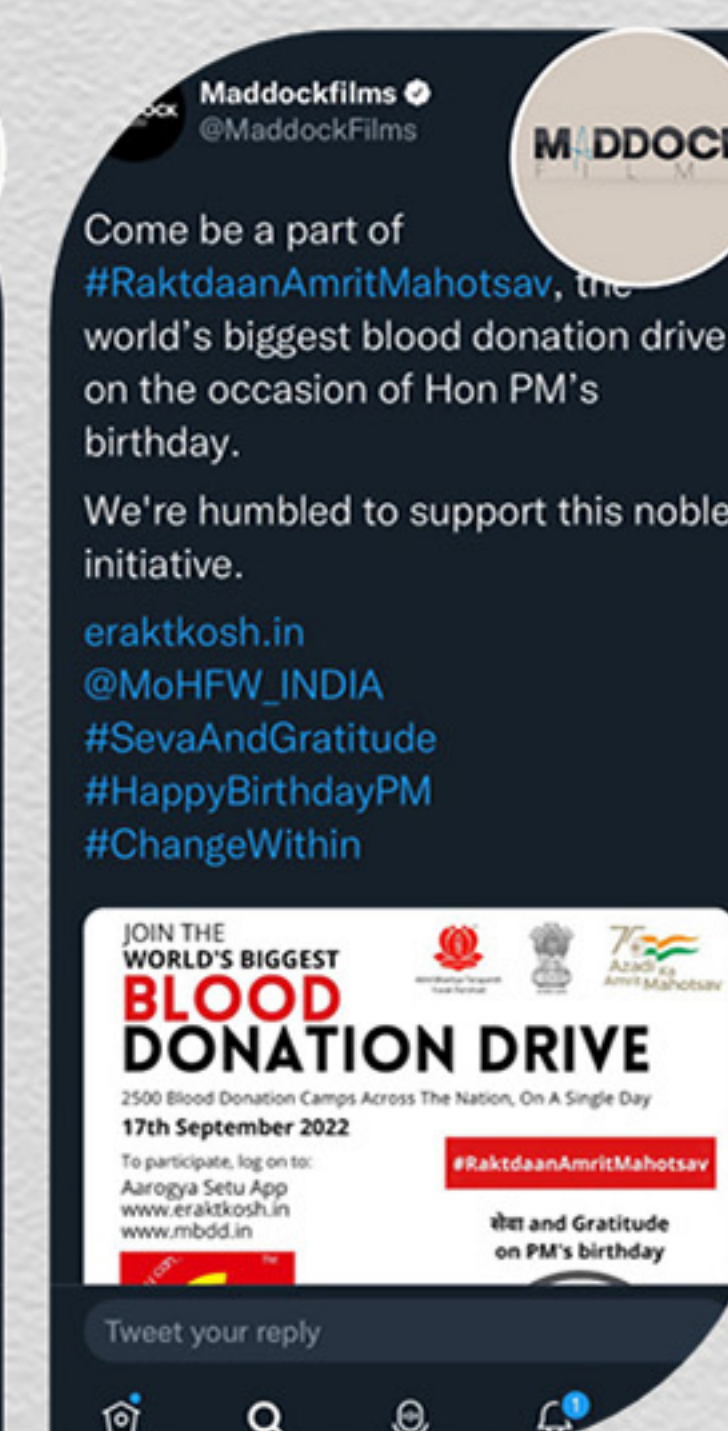 Maddockfilms
@MaddockFilms
MADDOCK
FILM
Come be a part of
#RaktdaanAmritMahotsav, the
world's biggest blood donation drive
on the occasion of Hon PM's
birthday.
We're humbled to support this noble
initiative.
eraktkosh.in
@MoHFW_INDIA
#SevaAndGratitude
#HappyBirthdayPM
#ChangeWithin
JOIN THE
WORLD'S BIGGEST
BLOOD
DONATION DRIVE
Azadi Ka
Amrit Mahotsav
2500 Blood Donation Camps Across The Nation, On A Single Day
17th September 2022
To participate, log on to:
Aarogya Setu App
www.eraktkosh.in
www.mbdd.in
#RaktdaanAmritMahotsav
सेवा and Gratitude
on PM's birthday
Tweet your reply
1